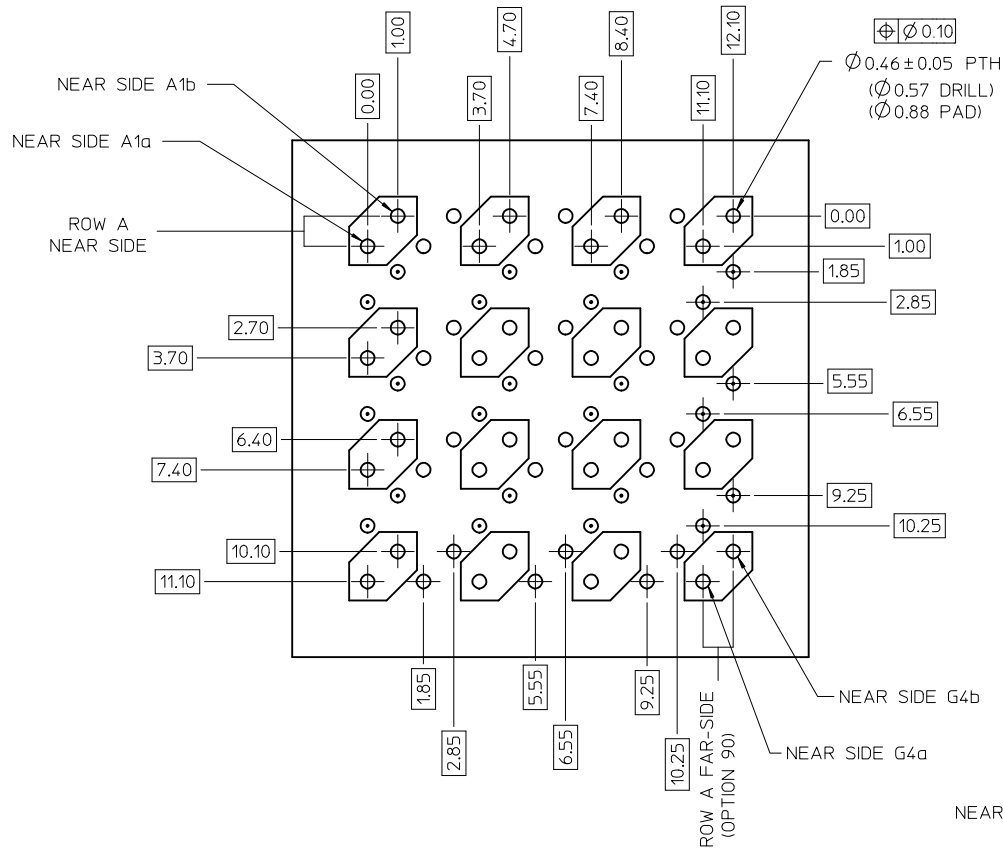 0.00
1.00
3.70
4.70
7.40
8.40
11.10
12.10
⌖ Ø 0.10
Ø 0.46 ± 0.05 PTH
(Ø 0.57 DRILL)
(Ø 0.88 PAD)
NEAR SIDE A1b
NEAR SIDE A1a
ROW A
NEAR SIDE
0.00
1.00
1.85
2.85
2.70
3.70
5.55
6.55
6.40
7.40
9.25
10.25
10.10
11.10
1.85
2.85
5.55
6.55
9.25
10.25
ROW A FAR-SIDE
(OPTION 90)
NEAR SIDE G4b
NEAR SIDE G4a
NEAR